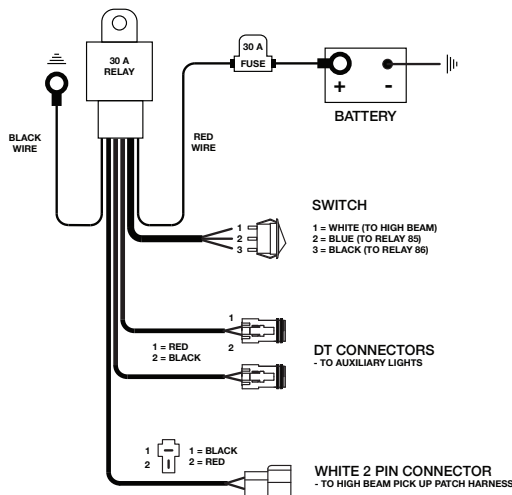 30 A
RELAY
30 A
FUSE
+ -
BATTERY
BLACK
WIRE
RED
WIRE
SWITCH
1 = WHITE (TO HIGH BEAM)
2 = BLUE (TO RELAY 85)
3 = BLACK (TO RELAY 86)
1
2
3
1
2
1 = RED
2 = BLACK
DT CONNECTORS
- TO AUXILIARY LIGHTS
1
2
1 = BLACK
2 = RED
WHITE 2 PIN CONNECTOR
- TO HIGH BEAM PICK UP PATCH HARNESS